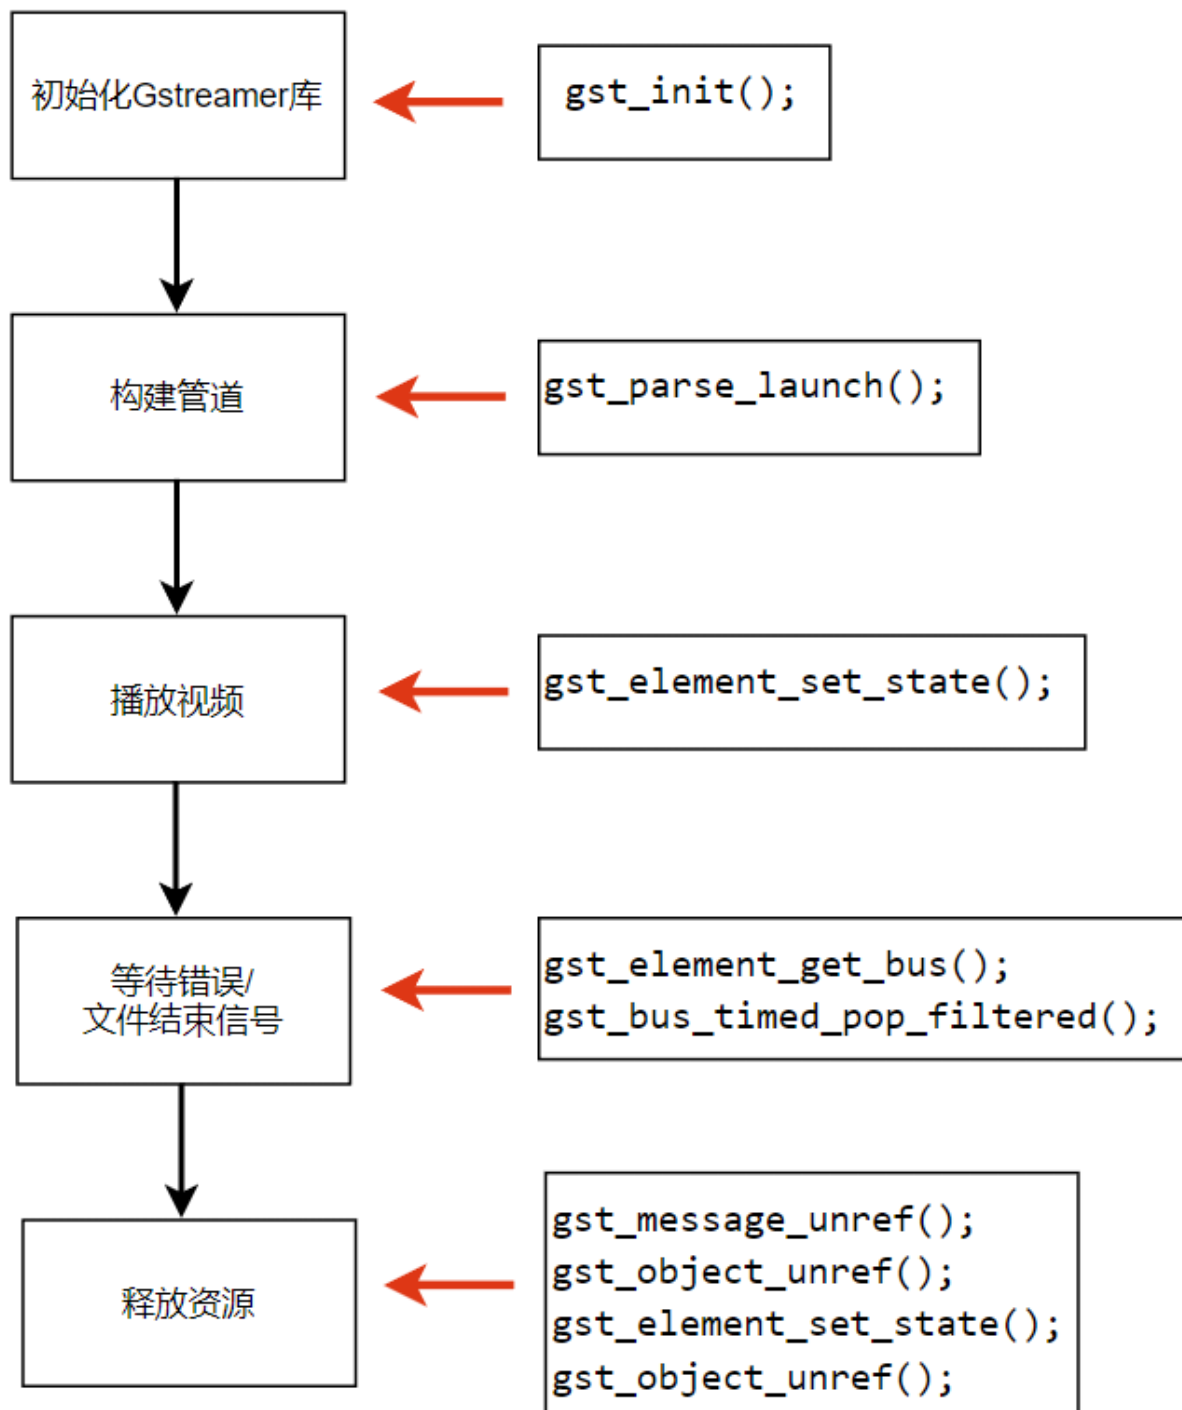 初始化Gstreamer库
gst_init();
构建管道
gst_parse_launch();
播放视频
gst_element_set_state();
等待错误/
文件结束信号
gst_element_get_bus();
gst_bus_timed_pop_filtered();
释放资源
gst_message_unref();
gst_object_unref();
gst_element_set_state();
gst_object_unref();